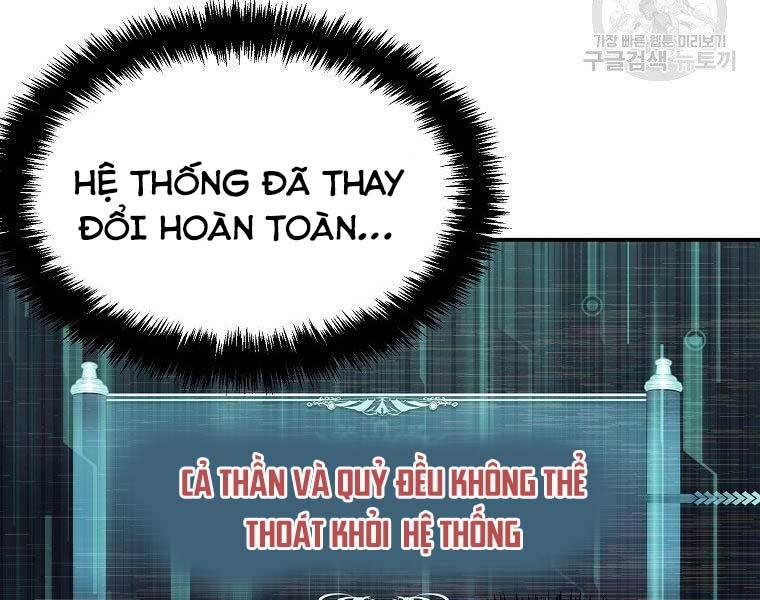 가장 빠른 웹툰 미리보기
구글검색 뉴토끼
HỆ THỐNG ĐÃ THAY
ĐỔI HOÀN TOÀN...
CẢ THẦN VÀ QUỶ ĐỀU KHÔNG THỂ
THOÁT KHỎI HỆ THỐNG